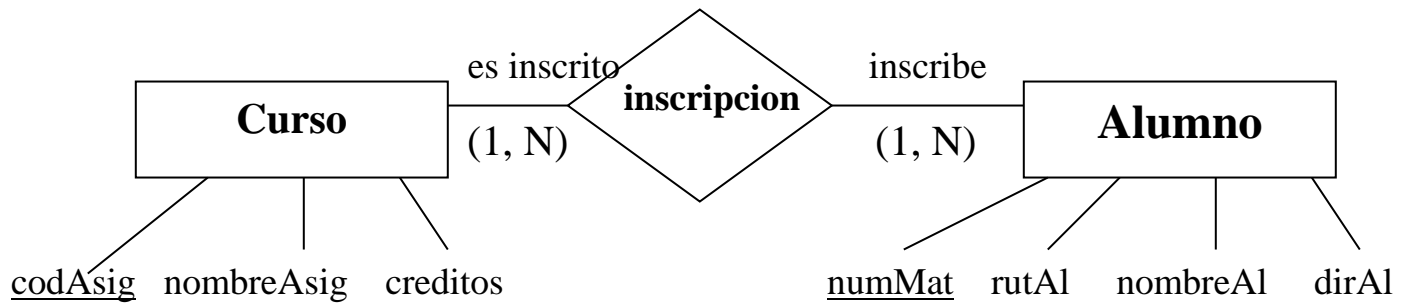 es inscrito
inscribe
Curso
inscripcion
Alumno
(1, N)
(1, N)
codAsig nombreAsig creditos
numMat rutAl nombreAl dirAl